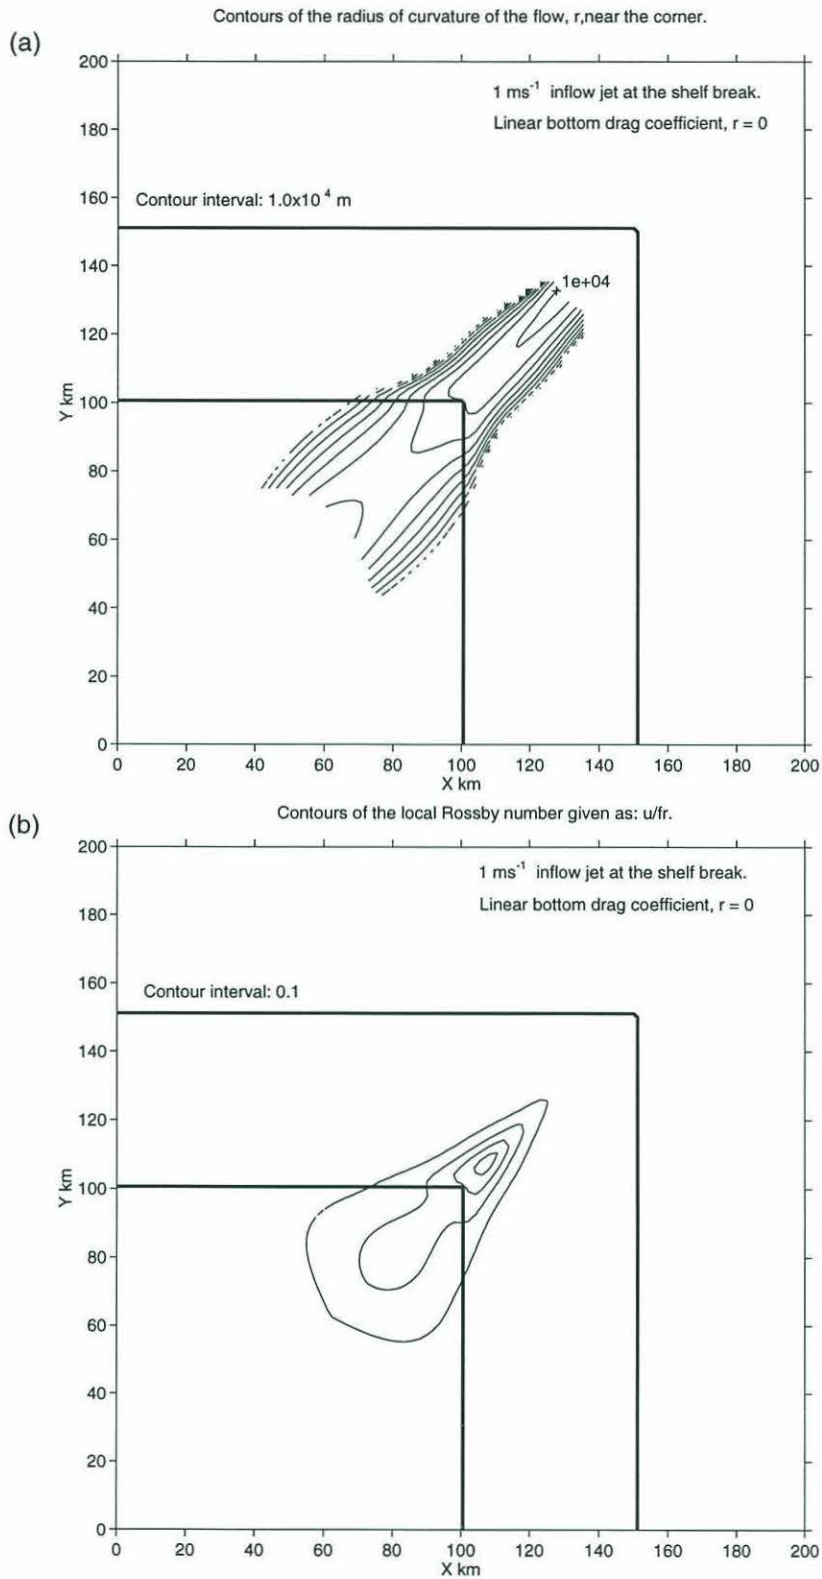 Contours of the radius of curvature of the flow, r,near the corner.
(a)
200
1 ms-1 inflow jet at the shelf break.
180
Linear bottom drag coefficient, r = 0
160
Contour interval: 1.0x10 4 m
140
1e+04
120
100
Y km
80
60
40
20
0
0 20 40 60 80 100 120 140 160 180 200
X km
(b)
Contours of the local Rossby number given as: u/fr.
200
1 ms-1 inflow jet at the shelf break.
180
Linear bottom drag coefficient, r = 0
160
Contour interval: 0.1
140
120
100
Y km
80
60
40
20
0
0 20 40 60 80 100 120 140 160 180 200
X km